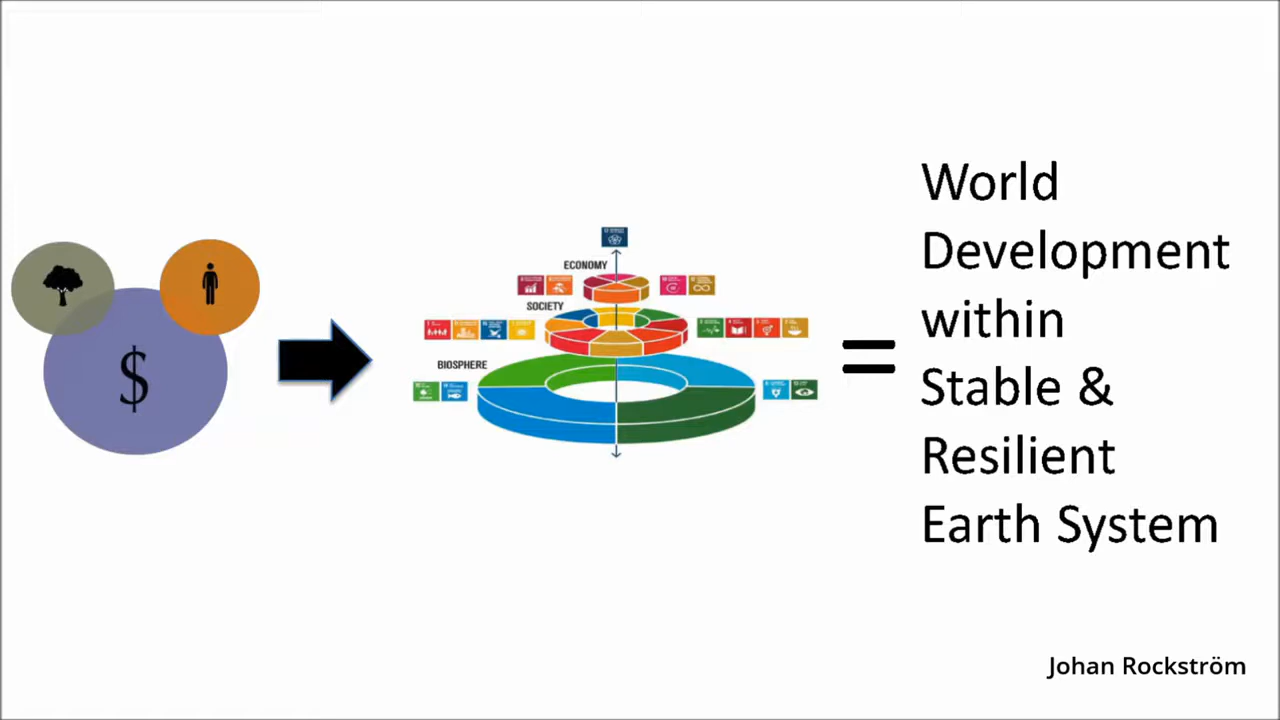 $
ECONOMY
SOCIETY
BIOSPHERE
=
World
Development
within
Stable &
Resilient
Earth System
Johan Rockström